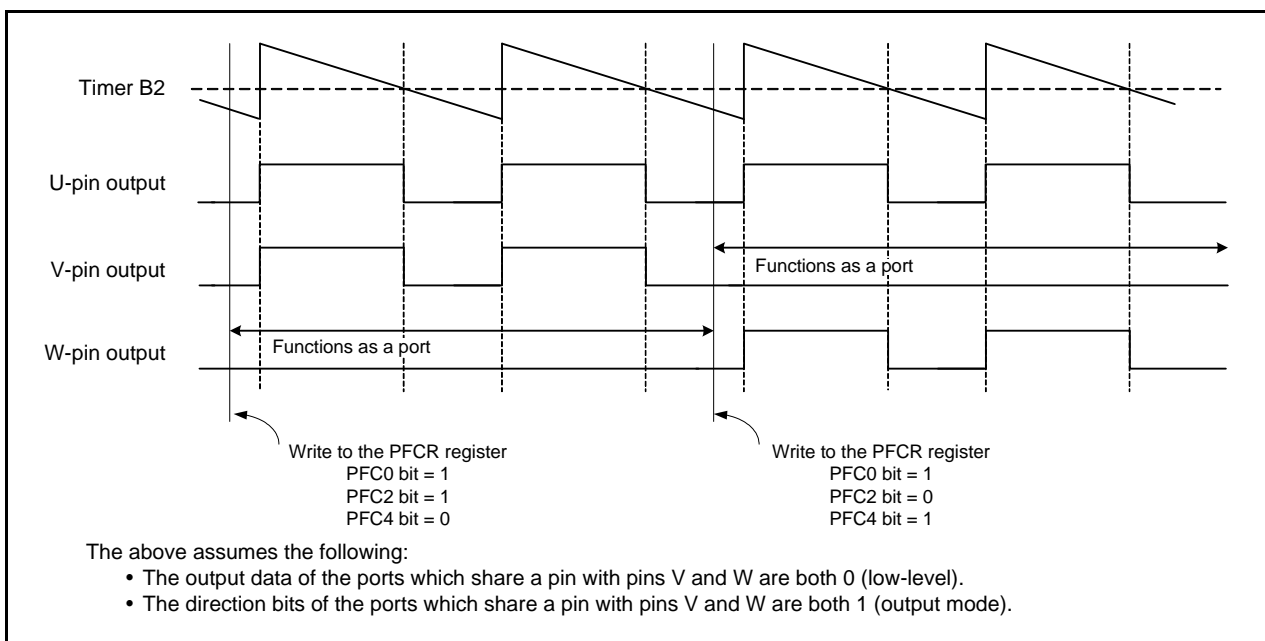 Timer B2
U-pin output
V-pin output
Functions as a port
W-pin output
Functions as a port
Write to the PFCR register
PFC0 bit = 1
PFC2 bit = 1
PFC4 bit = 0
Write to the PFCR register
PFC0 bit = 1
PFC2 bit = 0
PFC4 bit = 1
The above assumes the following:
• The output data of the ports which share a pin with pins V and W are both 0 (low-level).
• The direction bits of the ports which share a pin with pins V and W are both 1 (output mode).